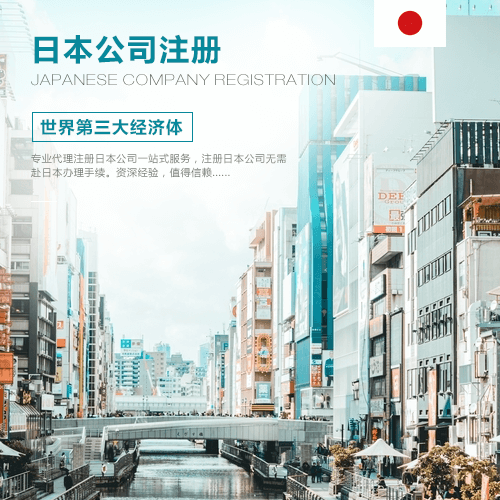 日本公司注册
JAPANESE COMPANY REGISTRATION
世界第三大经济体
专业代理注册日本公司一站式服务，注册日本公司无需
赴日本办理手续。资深经验，值得信赖......